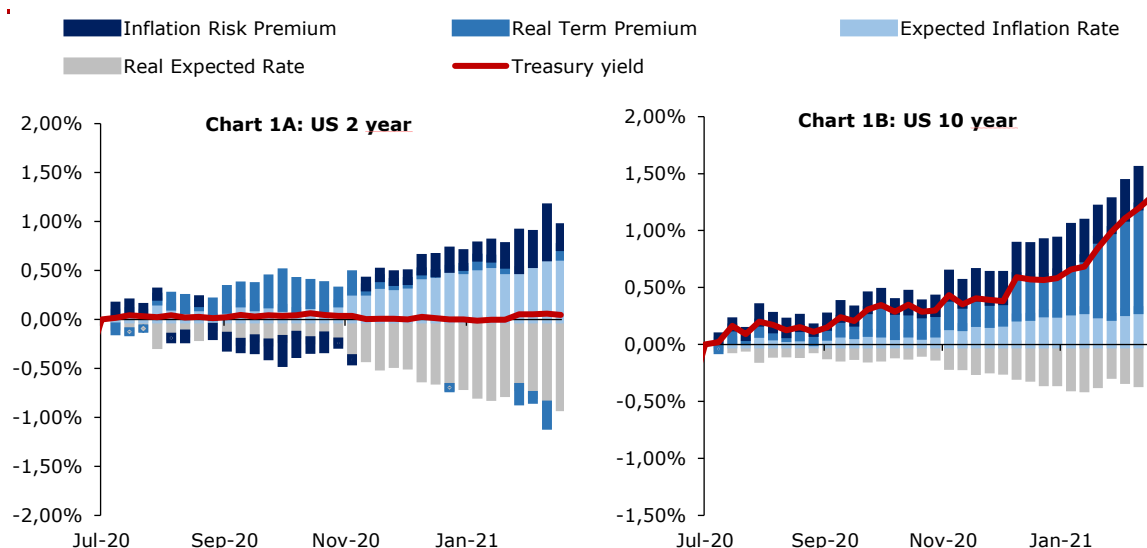 Inflation Risk Premium
Real Term Premium
Expected Inflation Rate
Real Expected Rate
Treasury yield
Chart 1A: US 2 year
2,00%
1,50%
1,00%
0,50%
0,00%
-0,50%
-1,00%
-1,50%
-2,00%
Jul-20 Sep-20 Nov-20 Jan-21
Chart 1B: US 10 year
2,00%
1,50%
1,00%
0,50%
0,00%
-0,50%
-1,00%
-1,50%
Jul-20 Sep-20 Nov-20 Jan-21